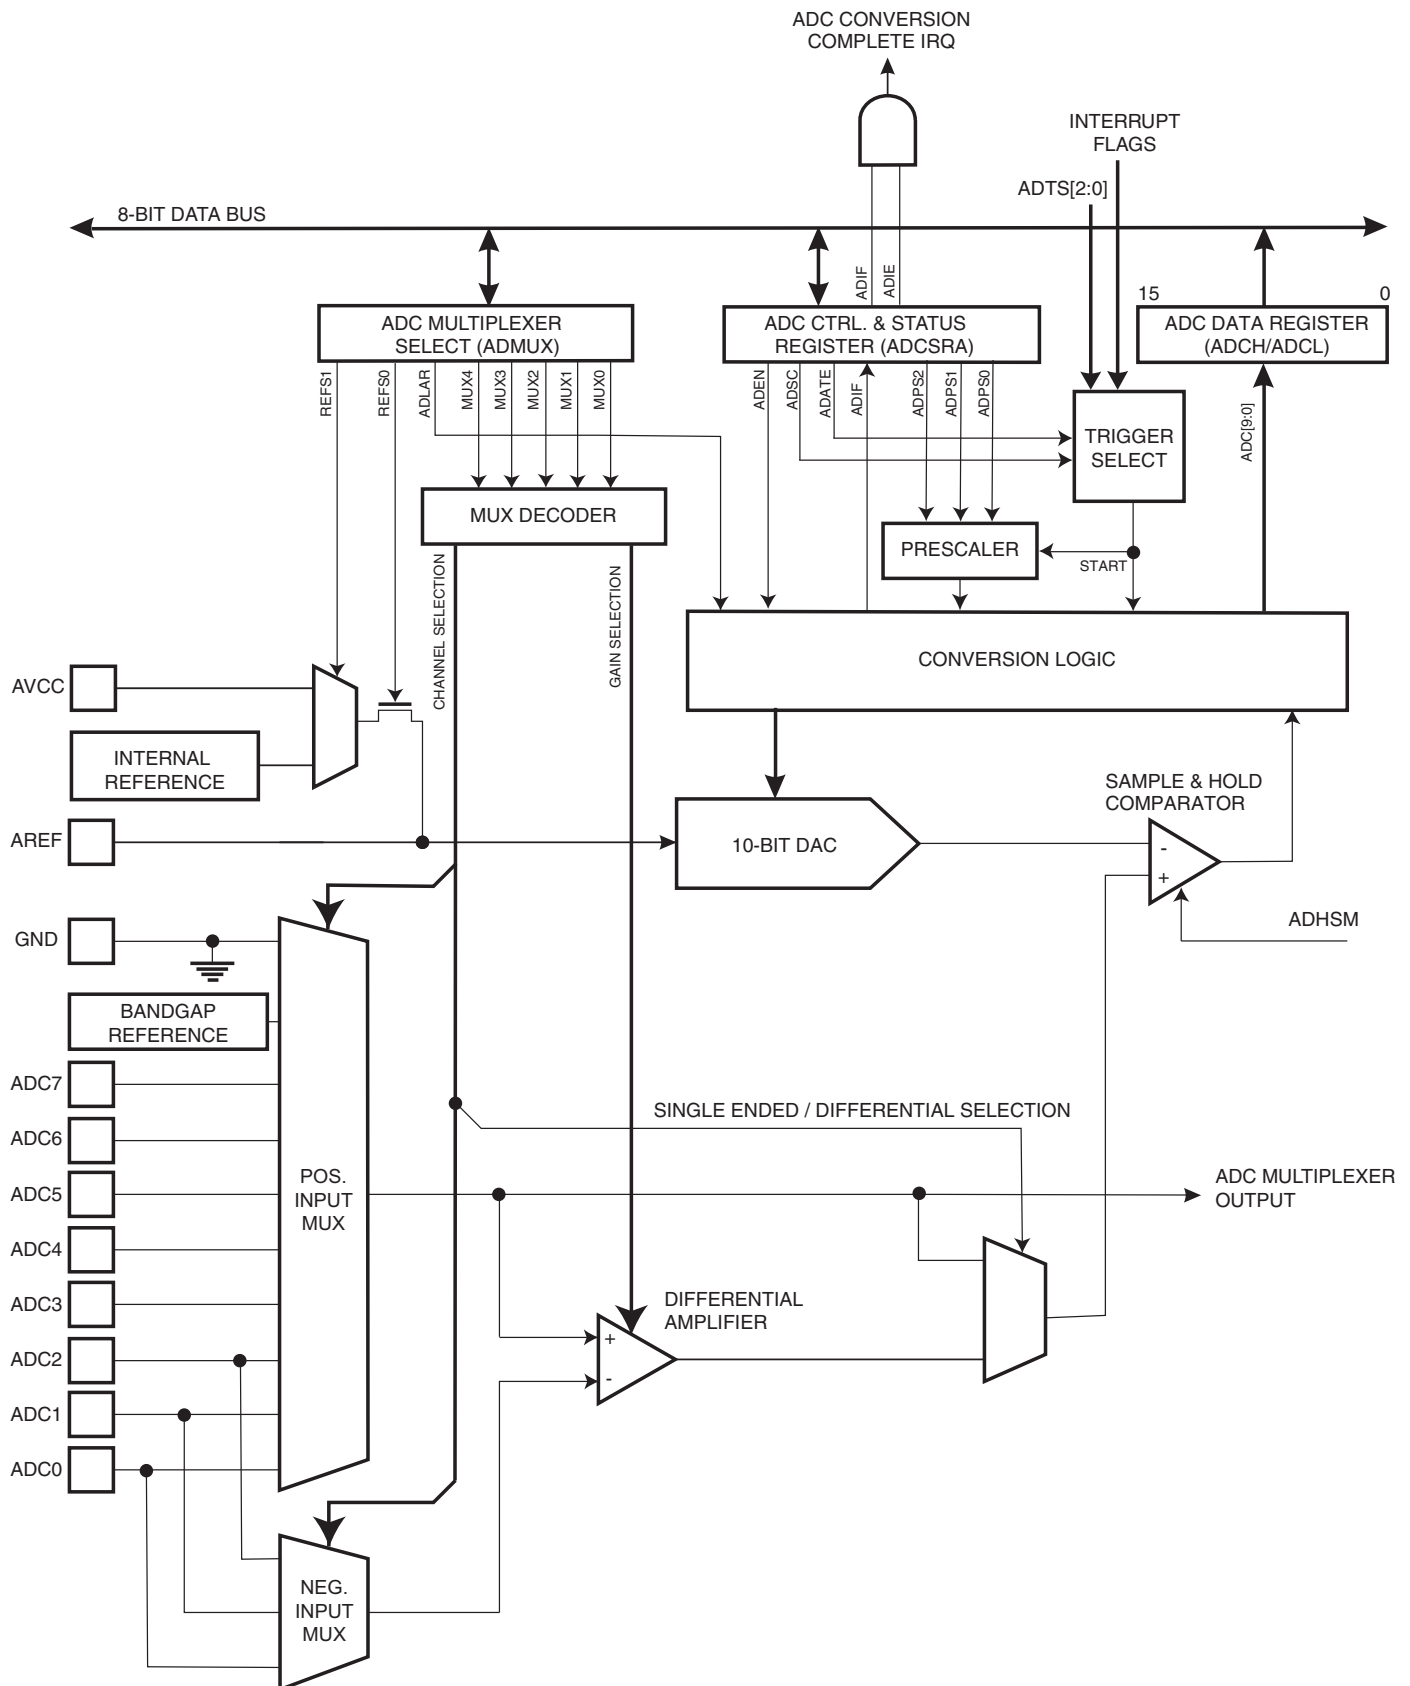 ADC CONVERSION
COMPLETE IRQ
INTERRUPT
FLAGS
ADTS[2:0]
8-BIT DATA BUS
ADIF
ADIE
15
0
ADC MULTIPLEXER
SELECT (ADMUX)
ADC CTRL. & STATUS
REGISTER (ADCSRA)
ADC DATA REGISTER
(ADCH/ADCL)
REFS1
REFS0
ADLAR
MUX4
MUX3
MUX2
MUX1
MUX0
ADEN
ADSC
ADATE
ADIF
ADPS2
ADPS1
ADPS0
ADC[9:0]
TRIGGER
SELECT
MUX DECODER
PRESCALER
START
CHANNEL SELECTION
GAIN SELECTION
CONVERSION LOGIC
AVCC
INTERNAL
REFERENCE
SAMPLE & HOLD
COMPARATOR
AREF
10-BIT DAC
-
+
ADHSM
GND
BANDGAP
REFERENCE
ADC7
SINGLE ENDED / DIFFERENTIAL SELECTION
ADC6
POS.
INPUT
MUX
ADC5
ADC MULTIPLEXER
OUTPUT
ADC4
ADC3
DIFFERENTIAL
AMPLIFIER
+
-
ADC2
ADC1
ADC0
NEG.
INPUT
MUX